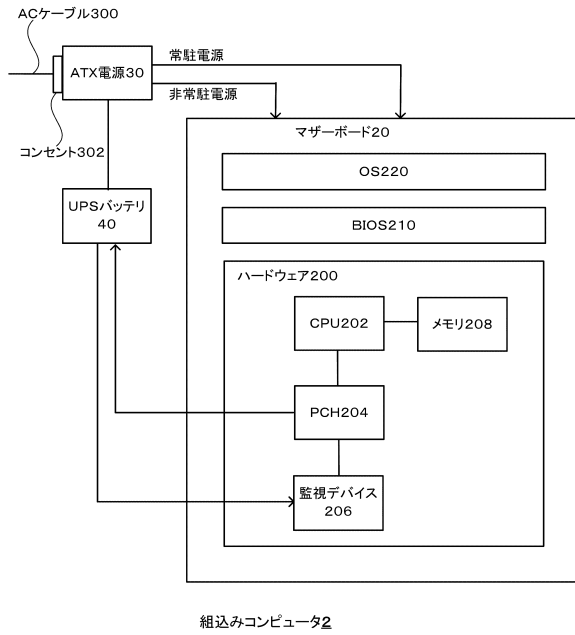 ACケーブル300
ATX電源30
常駐電源
非常駐電源
コンセント302
マザーボード20
OS220
UPSバッテリ
40
BIOS210
ハードウェア200
CPU202
メモリ208
PCH204
監視デバイス
206
組込みコンピュータ2